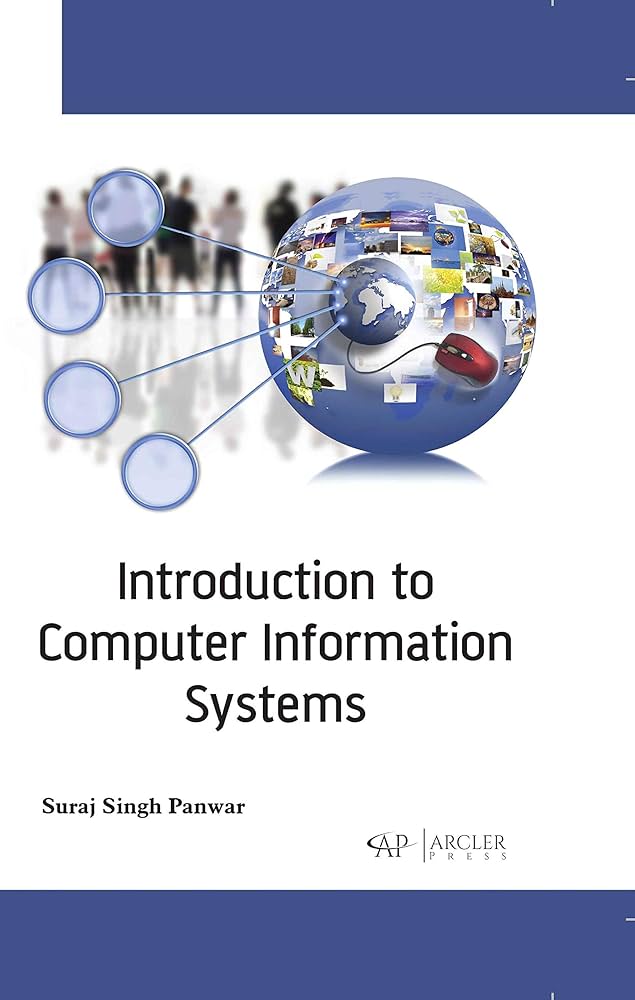 W
Introduction to
Computer Information
Systems
Suraj Singh Panwar
AP ARCLER
PRESS